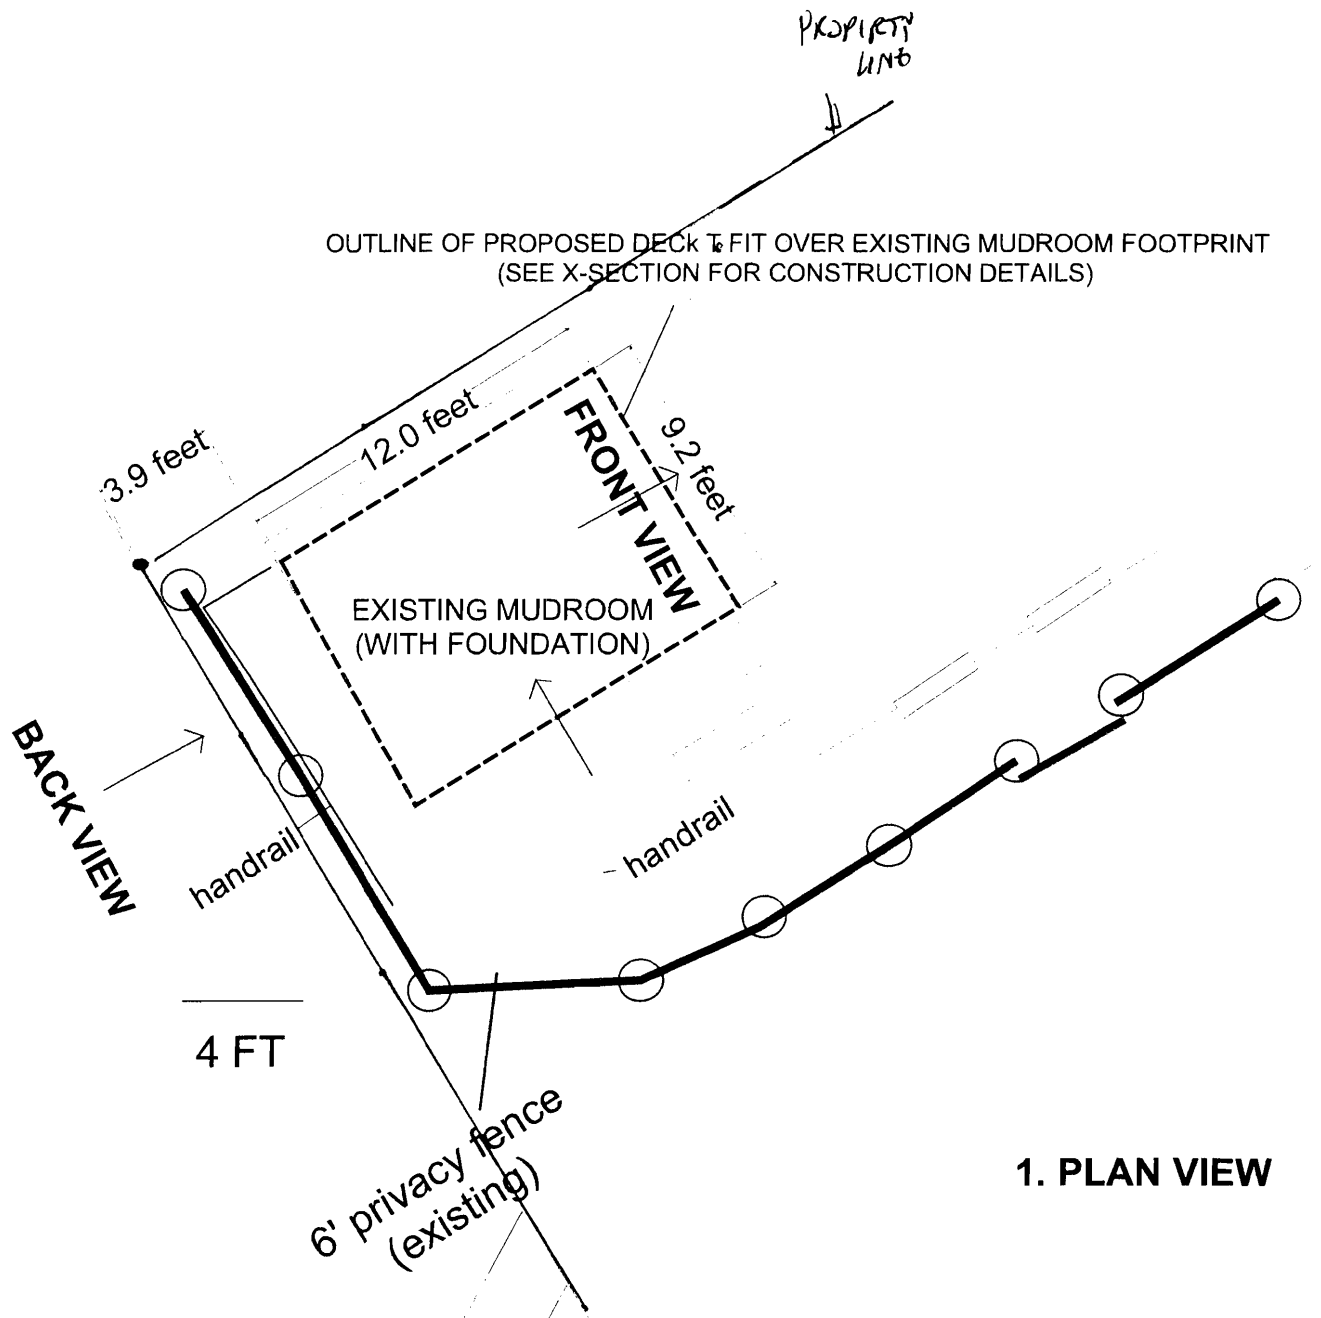 PROPIRTY
LINE
OUTLINE OF PROPOSED DECk To FIT OVER EXISTING MUDROOM FOOTPRINT
(SEE X-SECTION FOR CONSTRUCTION DETAILS)
3.9 feet
12.0 feet
9.2 feet
FRONT VIEW
EXISTING MUDROOM
(WITH FOUNDATION)
BACK VIEW
handrail
handrail
4 FT
6' privacy fence
(existing)
1. PLAN VIEW